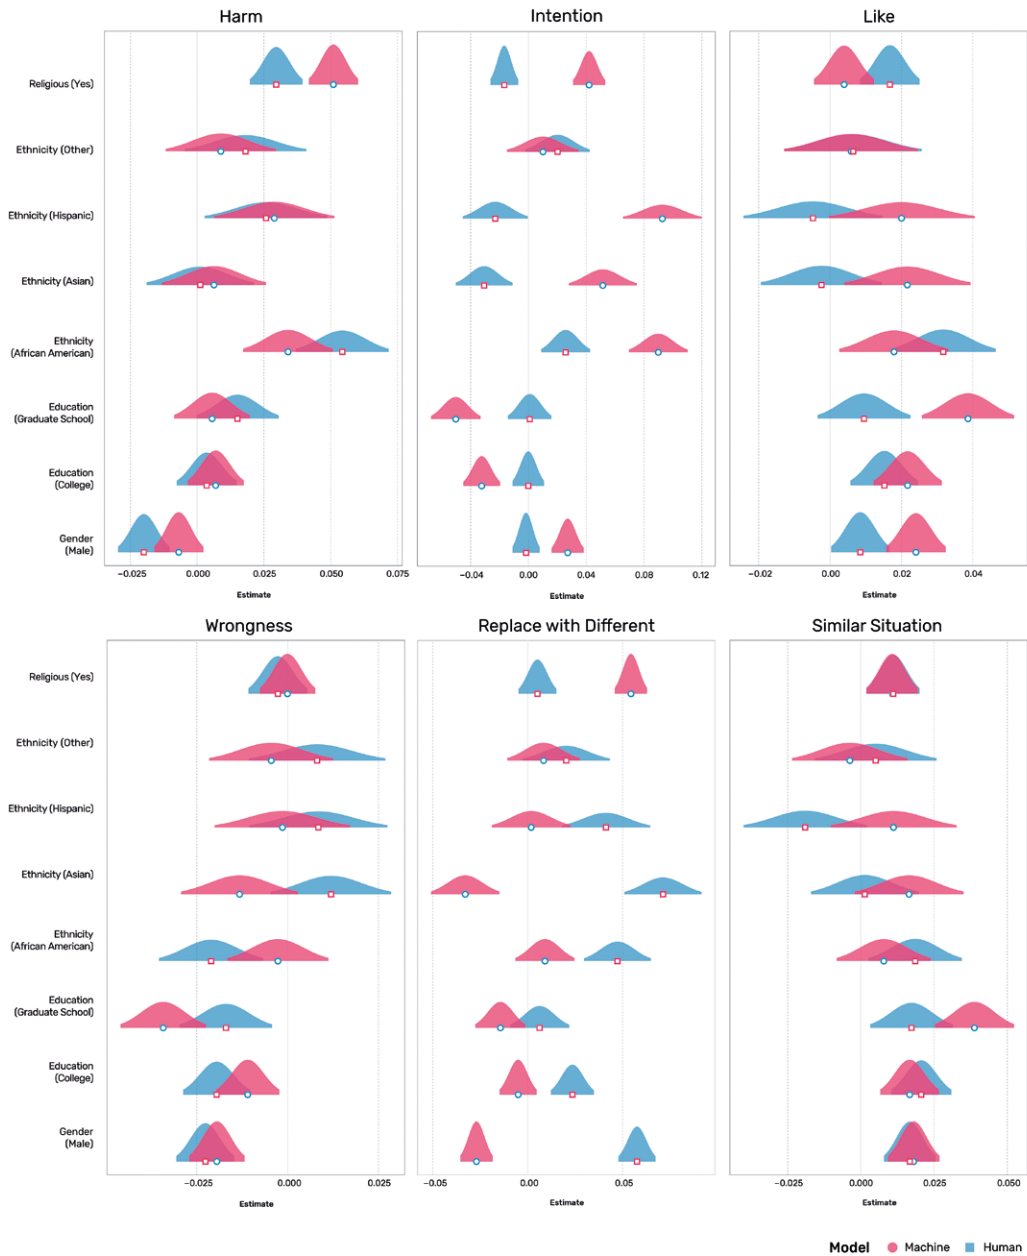 Harm
Intention
Like
Religious (Yes)
Ethnicity (Other)
Ethnicity (Hispanic)
Ethnicity (Asian)
Ethnicity
(African American)
Education
(Graduate School)
Education
(College)
Gender
(Male)
−0.025 0.000 0.025 0.050 0.075
−0.04 0.00 0.04 0.08 0.12
−0.02 0.00 0.02 0.04
Estimate
Estimate
Estimate
Wrongness
Replace with Different
Similar Situation
Religious (Yes)
Ethnicity (Other)
Ethnicity (Hispanic)
Ethnicity (Asian)
Ethnicity
(African American)
Education
(Graduate School)
Education
(College)
Gender
(Male)
−0.025 0.000 0.025
−0.05 0.00 0.05
−0.025 0.000 0.025 0.050
Estimate
Estimate
Estimate
Model Machine Human